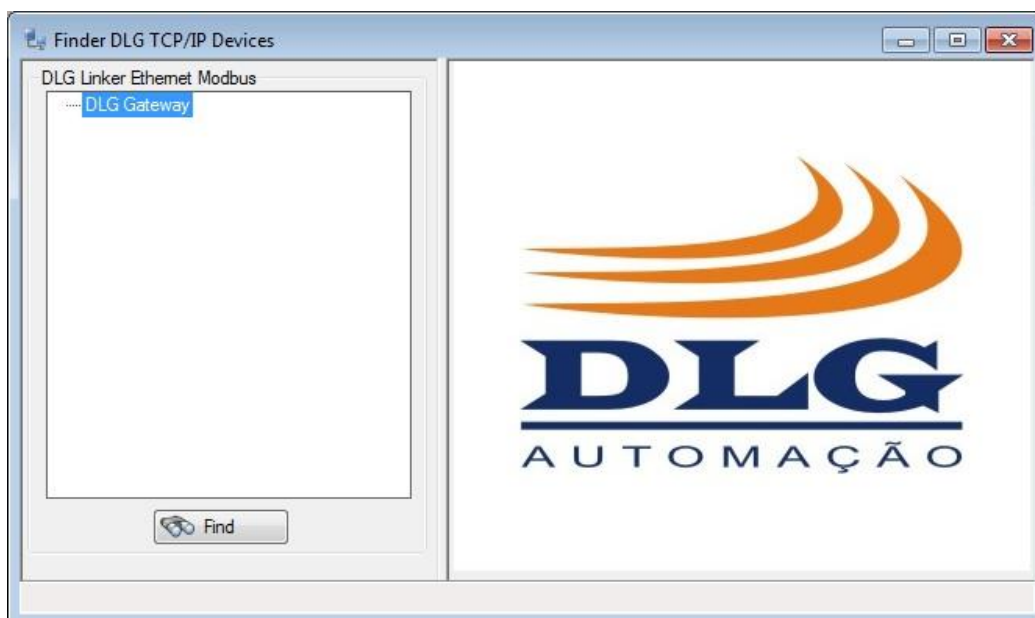 Finder DLG TCP/IP Devices
DLG Linker Ethernet Modbus
DLG Gateway
Find
DLG
AUTOMAÇÃO